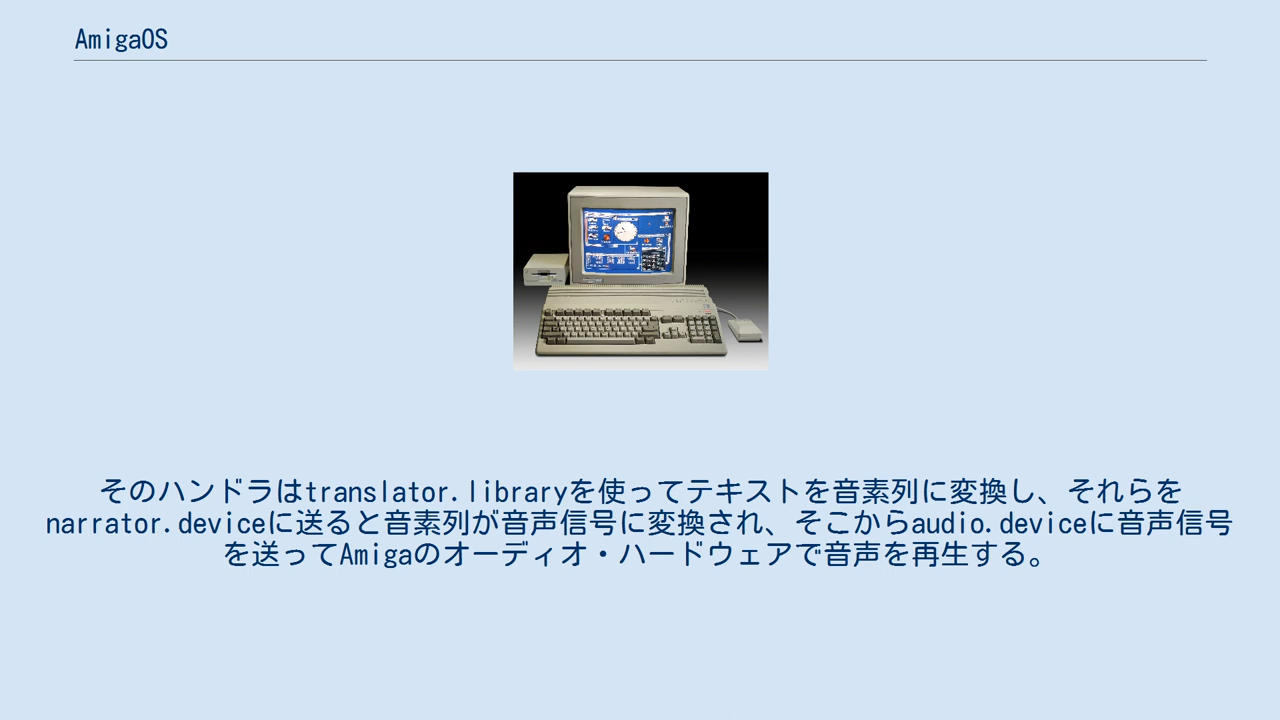 AmigaOS
そのハンドラはtranslator.libraryを使ってテキストを音素列に変換し、それらを
narrator.deviceに送ると音素列が音声信号に変換され、そこからaudio.deviceに音声信号
を送ってAmigaのオーディオ・ハードウェアで音声を再生する。